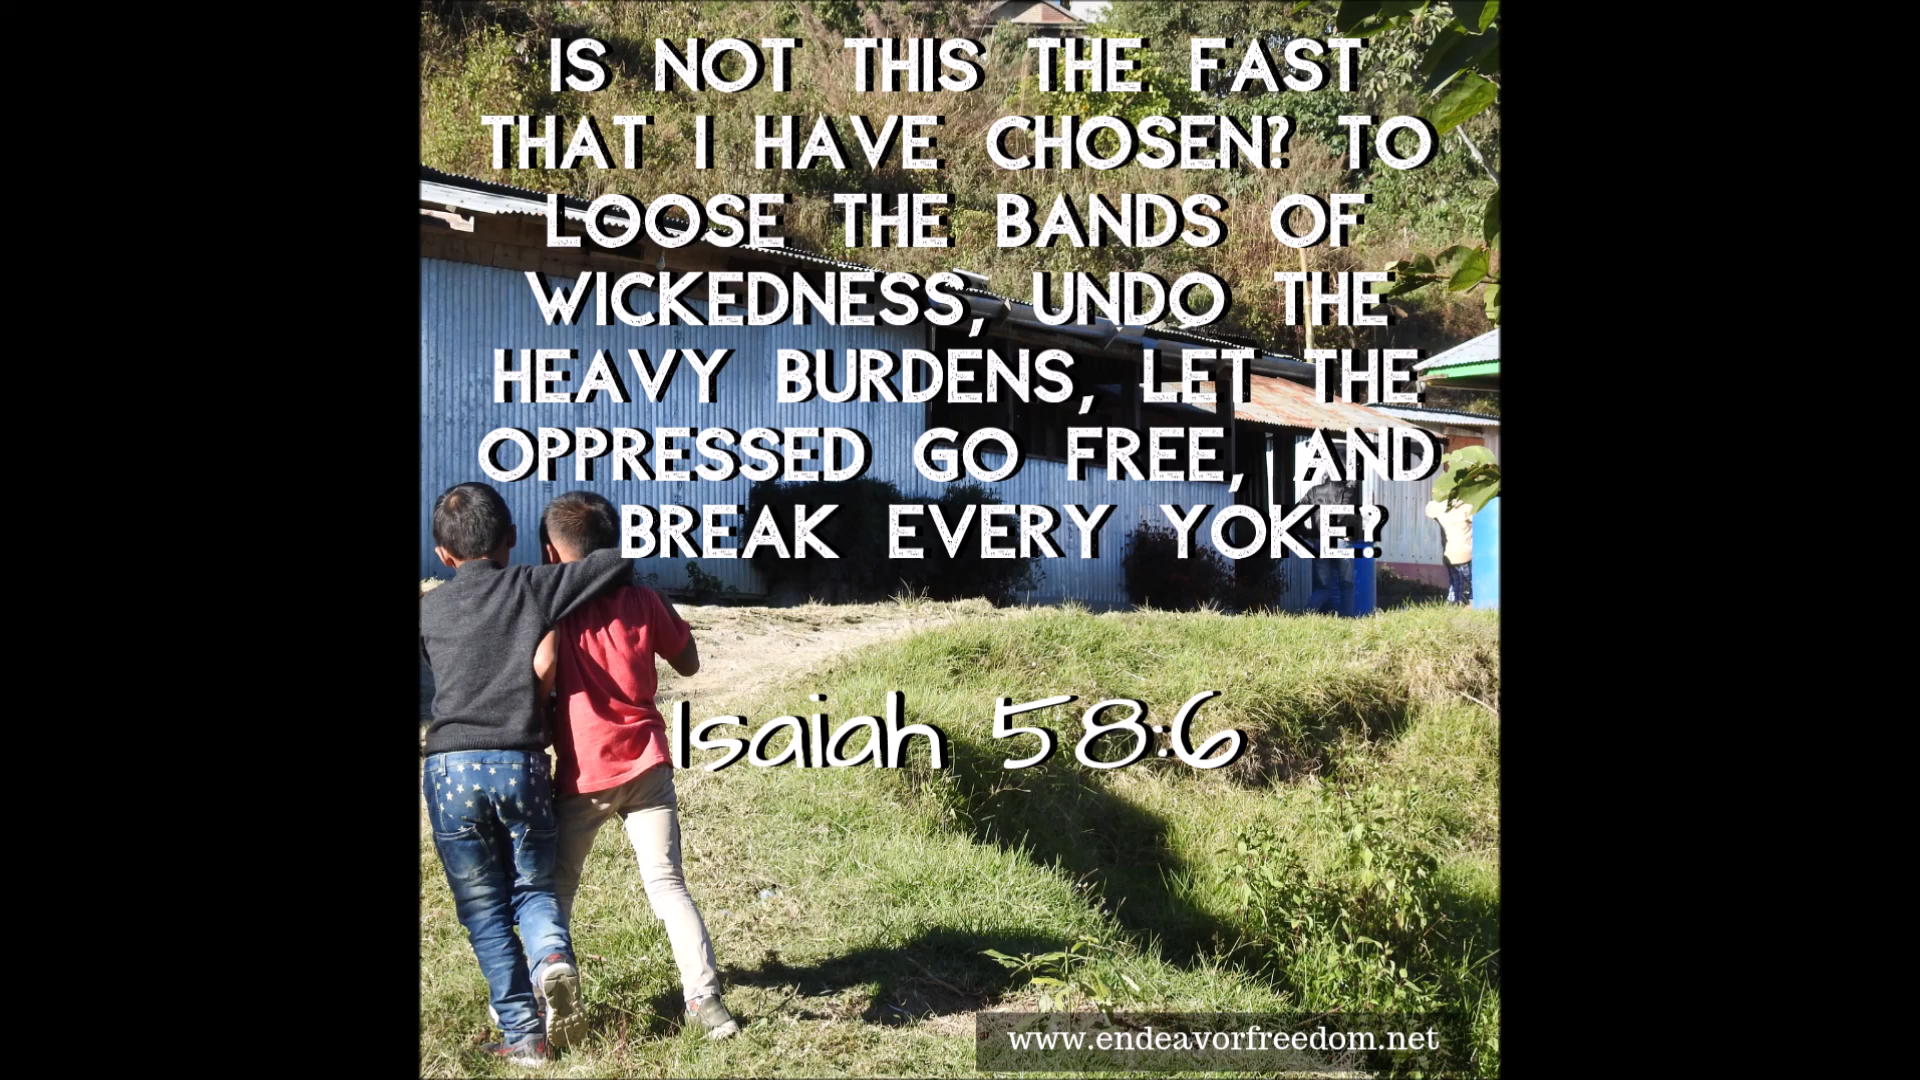 IS NOT THIS THE FAST
THAT I HAVE CHOSEN? TO
LOOSE THE BANDS OF
WICKEDNESS, UNDO THE
HEAVY BURDENS, LET THE
OPPRESSED GO FREE, AND
BREAK EVERY YOKE?
Isaiah 58:6
www.endeavorfreedom.net